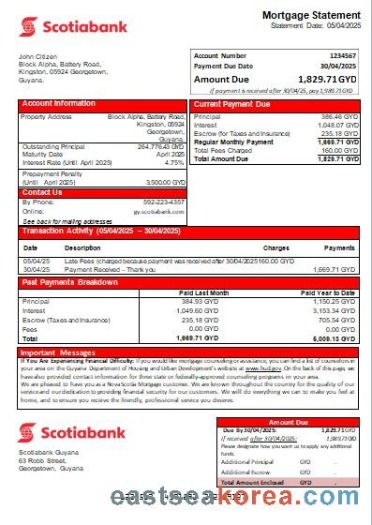 Scotiabank
Mortgage Statement
Statement Date: 05/04/2025
John Citizen
Block Alpha, Battery Road,
Kingston, 05924 Georgetown,
Guyana.
Account Number 1234567
Payment Due Date 30/04/2025
Amount Due 1,829.71 GYD
If payment is received after 30/04/25, pay 1,989.71 GYD
Account Information
Property Address Block Alpha, Battery Road,
Kingston, 05924
Georgetown,
Guyana.
Outstanding Principal 264,776.43 GYD
Maturity Date April 2025
Interest Rate (Until April 2025) 4.75%
Prepayment Penalty
(Until April 2025) 3,500.00 GYD
Current Payment Due
Principal 386.46 GYD
Interest 1,048.07 GYD
Escrow (for Taxes and Insurance) 235.18 GYD
Regular Monthly Payment
Total Fees Charged 160.00 GYD
Total Amount Due 1,829.71 GYD
Contact Us
By Phone: 592-223-4357
Online: gy.scotiabank.com
See back for mailing addresses
Transaction Activity (05/04/2025 – 30/04/2025)
Date Description Charges Payments
05/04/25 Late Fees (charged because payment was received after 30/04/2025 160.00 GYD
30/04/25 Payment Received – Thank you 1,669.71 GYD
Past Payments Breakdown
Paid Last Month Paid Year to Date
Principal 384.93 GYD 1,150.25 GYD
Interest 1,049.60 GYD 3,153.34 GYD
Escrow (Taxes and Insurance) 235.18 GYD 705.54 GYD
Fees 0.00 GYD 0.00 GYD
Total
Important Messages
If You Are Experiencing Financial Difficulty: If you would like mortgage counseling or assistance, you can find a list of counselors in
your area on the Guyana Department of Housing and Urban Development's website at www.hud.gov. On the back of this page, we
have also provided contact information for three state or federally-approved counseling programs in your area.
We are pleased to have you as a Nova Scotia Mortgage customer. We are known throughout the country for the quality of our
service and our dedication to providing financial security for our customers. We will do everything we can to make you feel at
home, and to ensure you receive the friendly, professional service you deserve.
Scotiabank
Scotiabank Guyana
63 Robb Street,
Georgetown, Guyana
Amount Due
Due By 30/04/2025: 1,829.71 GYD
If received after 30/04/2025: 1,989.71 GYD
Please designate how you want us to apply any additional
funds.
Additional Principal GYD
Additional Escrow GYD
Total Amount Enclosed GYD
eastseakorea.com